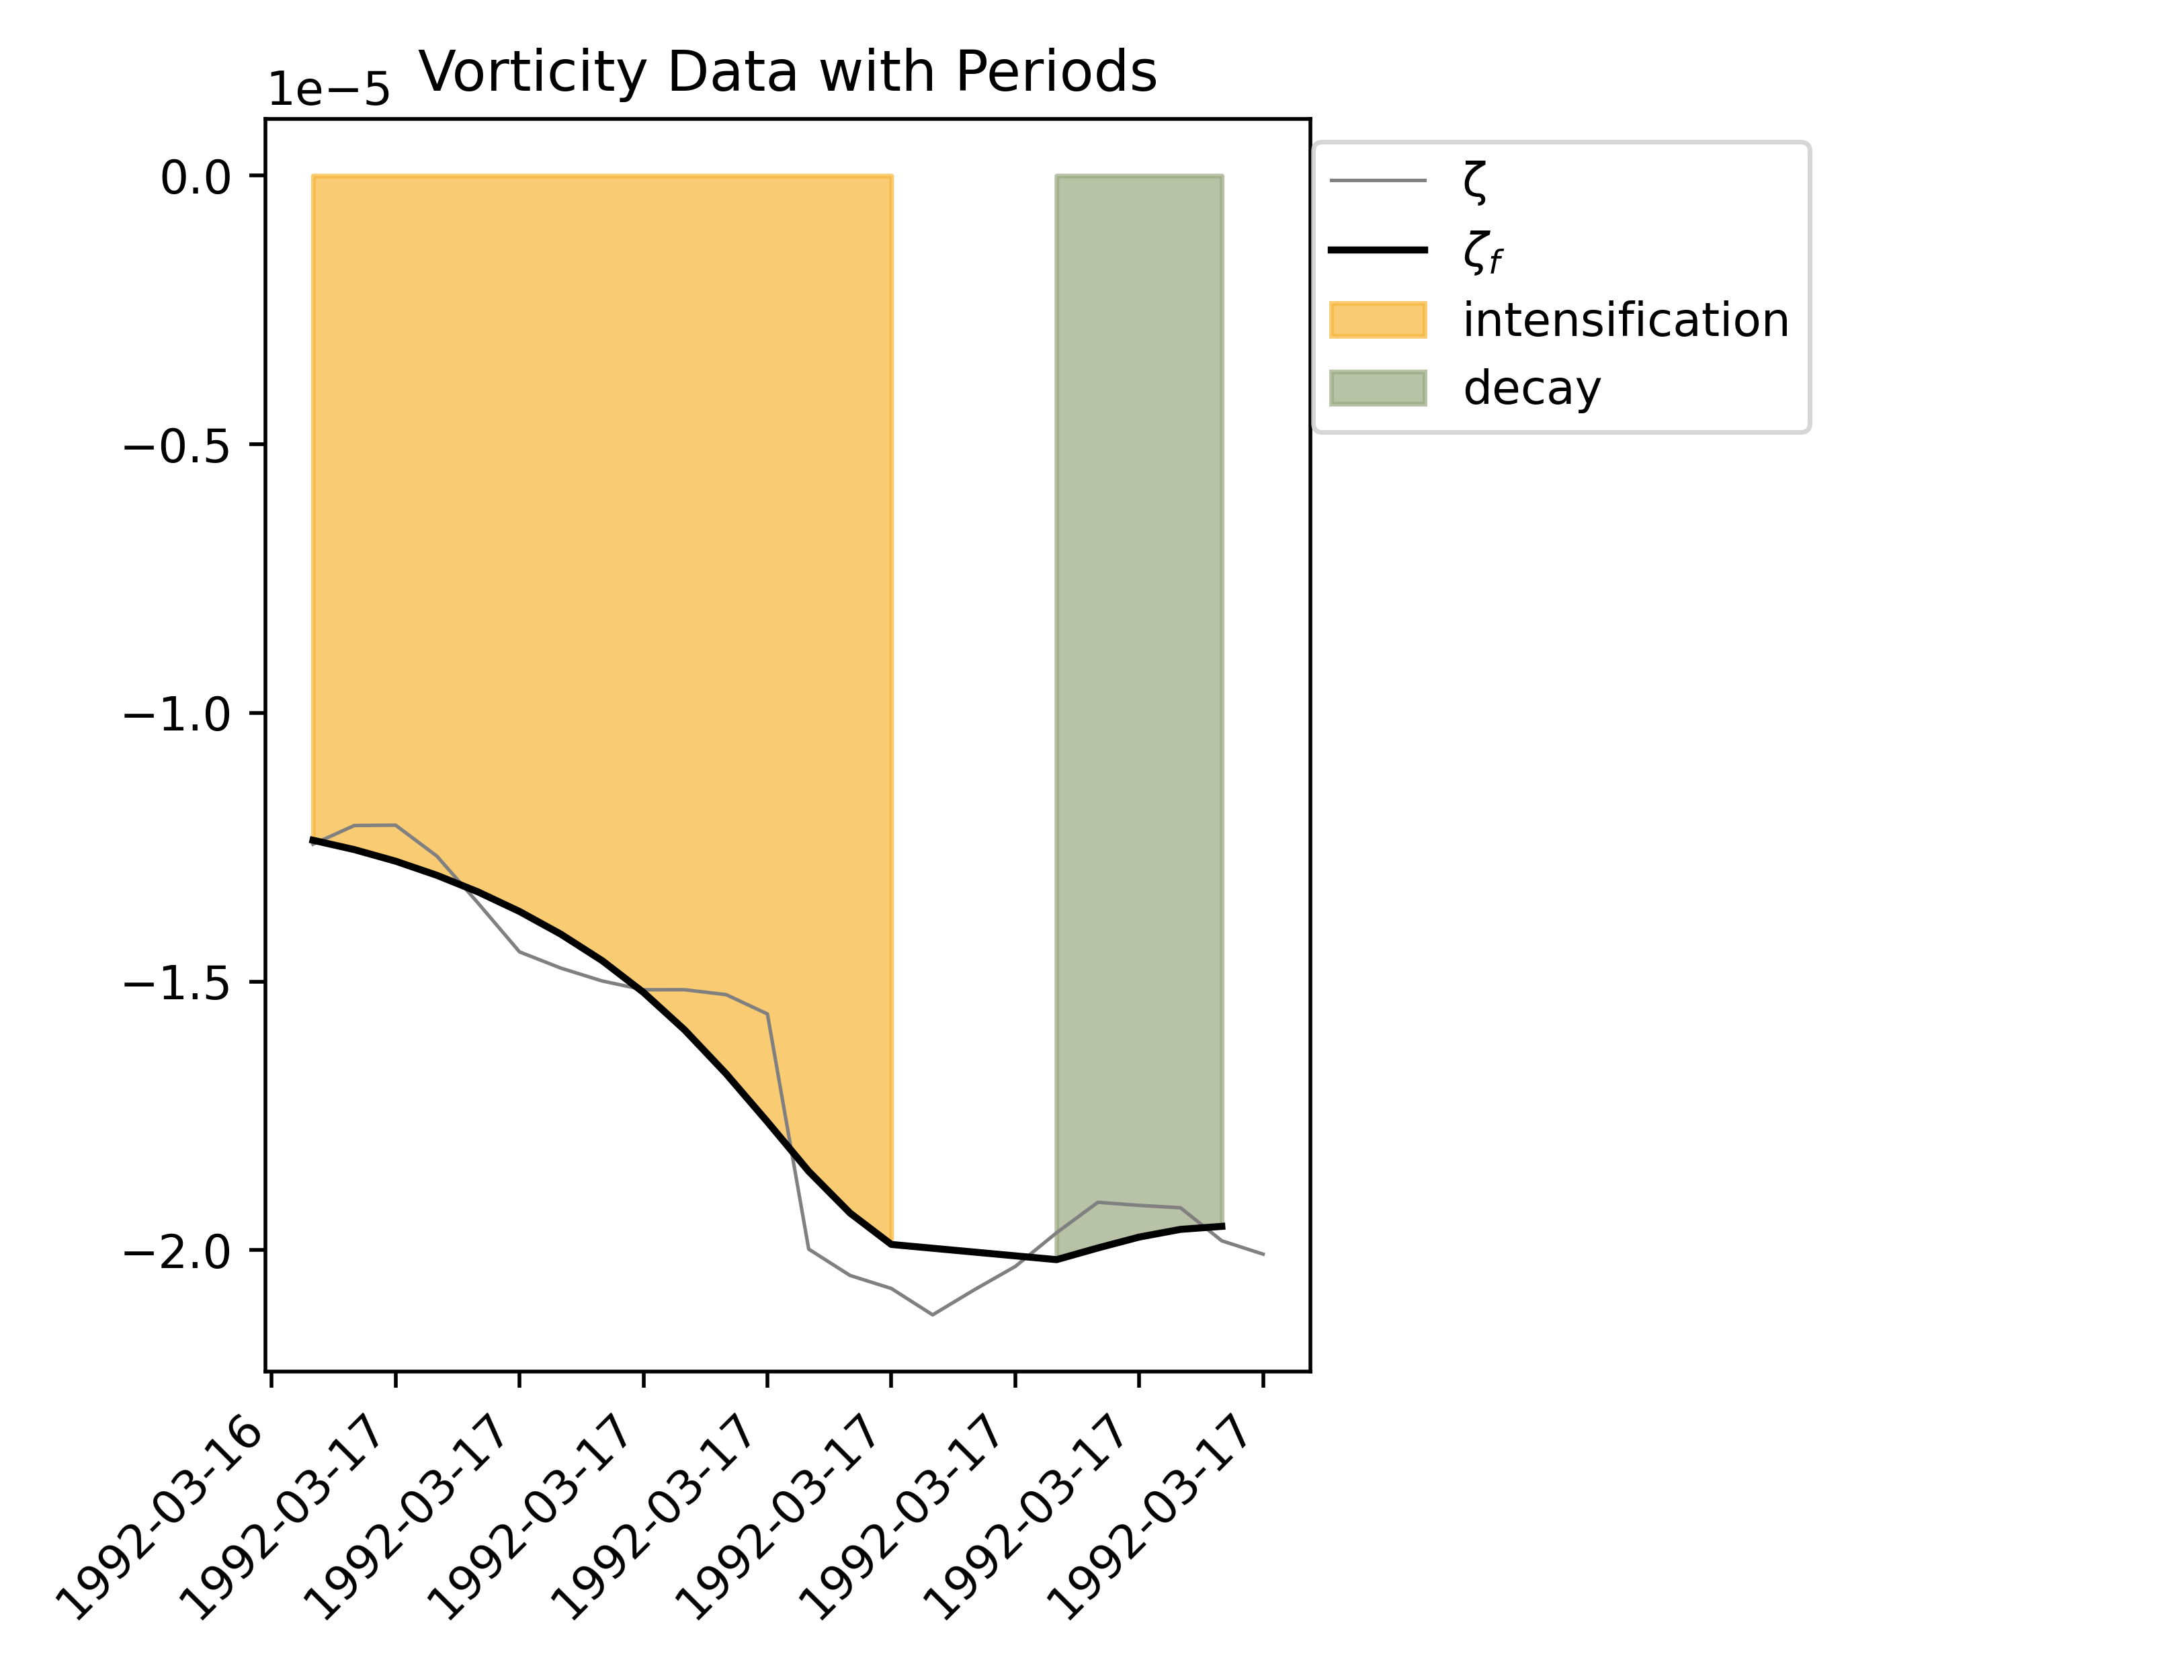 Vorticity Data with Periods
1e−5
0.0
−0.5
−1.0
−1.5
−2.0
1992-03-16
1992-03-17
1992-03-17
1992-03-17
1992-03-17
1992-03-17
1992-03-17
1992-03-17
1992-03-17
ζ
ζf
intensification
decay